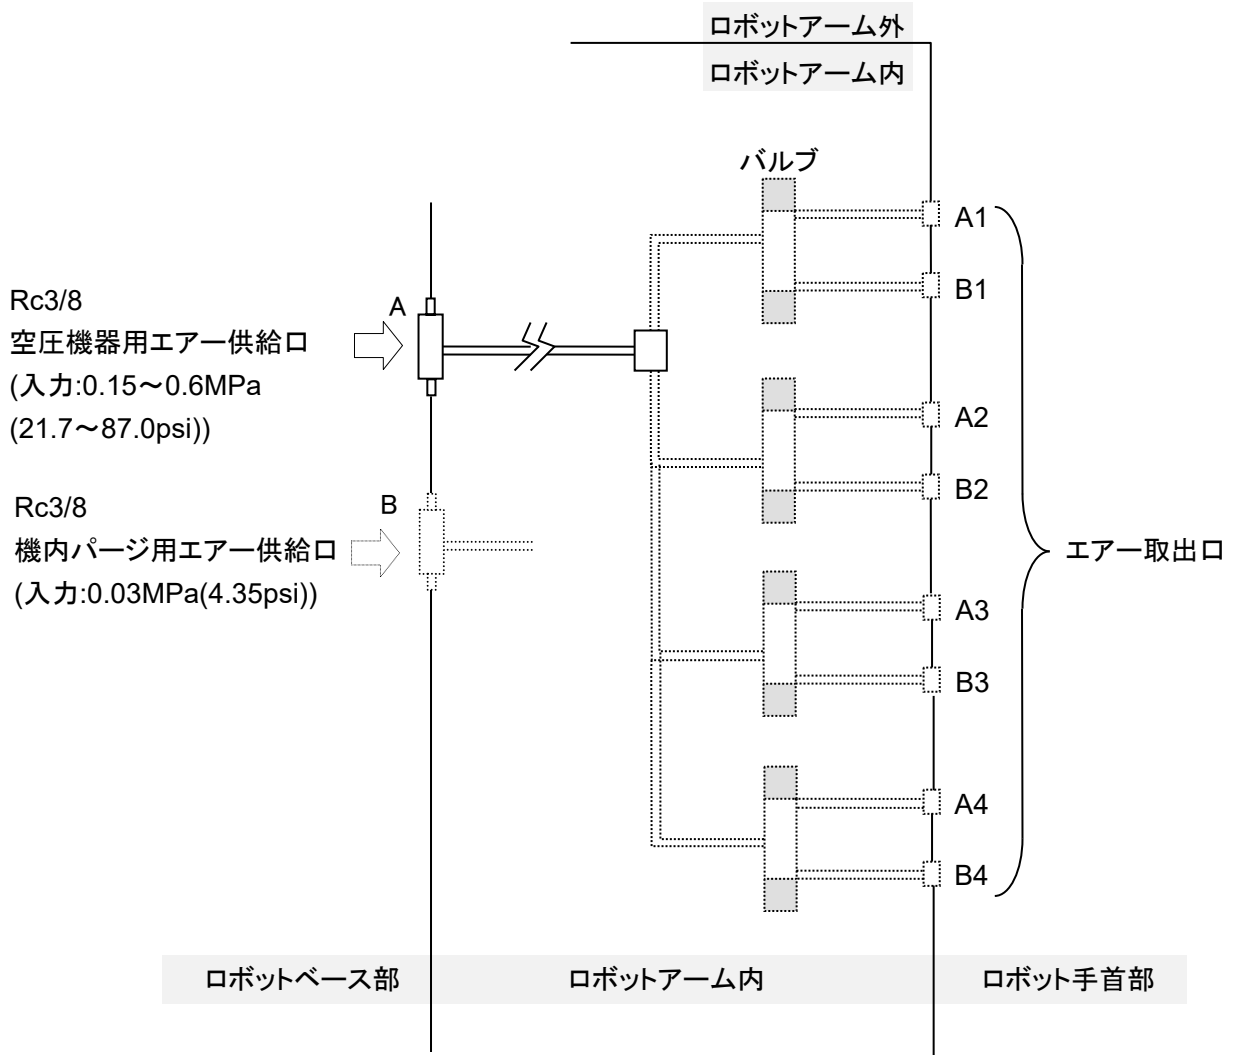 ロボットアーム外
ロボットアーム内
バルブ
A1
B1
Rc3/8
空圧機器用エアー供給口
(入力:0.15～0.6MPa
(21.7～87.0psi))
A
A2
B2
Rc3/8
機内パージ用エアー供給口
(入力:0.03MPa(4.35psi))
B
エアー取出口
A3
B3
A4
B4
ロボットベース部
ロボットアーム内
ロボット手首部